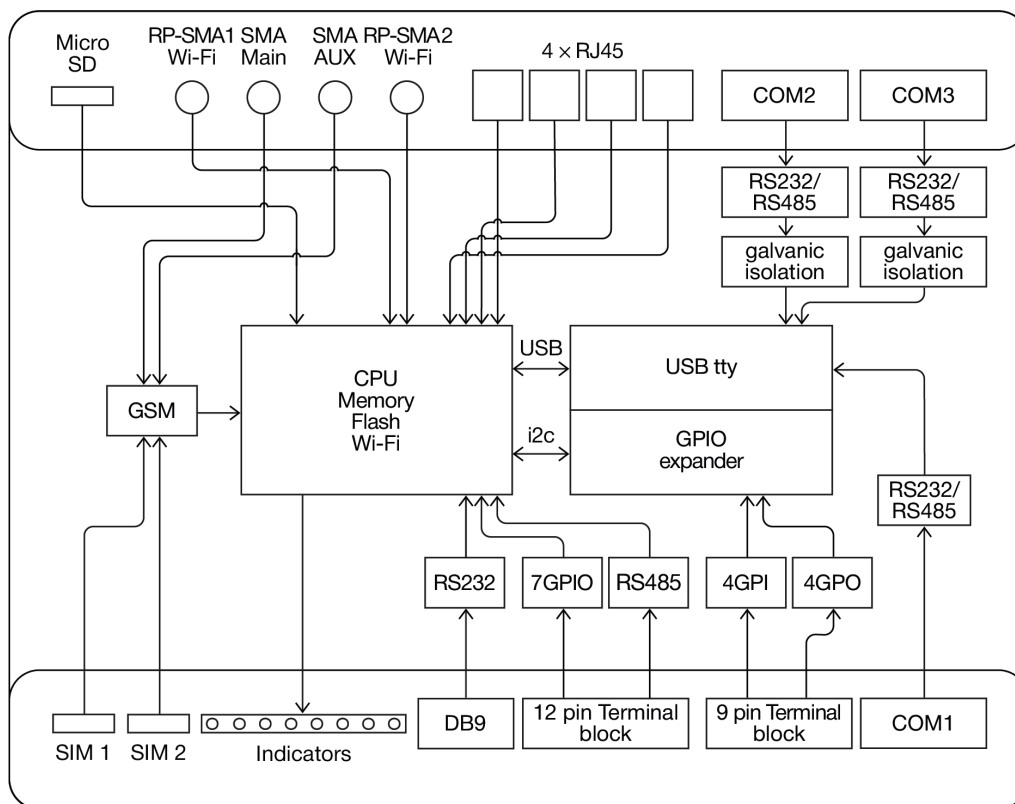 Micro
SD
RP-SMA1
Wi-Fi
SMA
Main
SMA
AUX
RP-SMA2
Wi-Fi
4 × RJ45
COM2
COM3
RS232/
RS485
RS232/
RS485
galvanic
isolation
galvanic
isolation
CPU
Memory
Flash
Wi-Fi
USB
USB tty
GSM
i2c
GPIO
expander
RS232/
RS485
RS232
7GPIO
RS485
4GPI
4GPO
SIM 1
SIM 2
Indicators
DB9
12 pin Terminal
block
9 pin Terminal
block
COM1